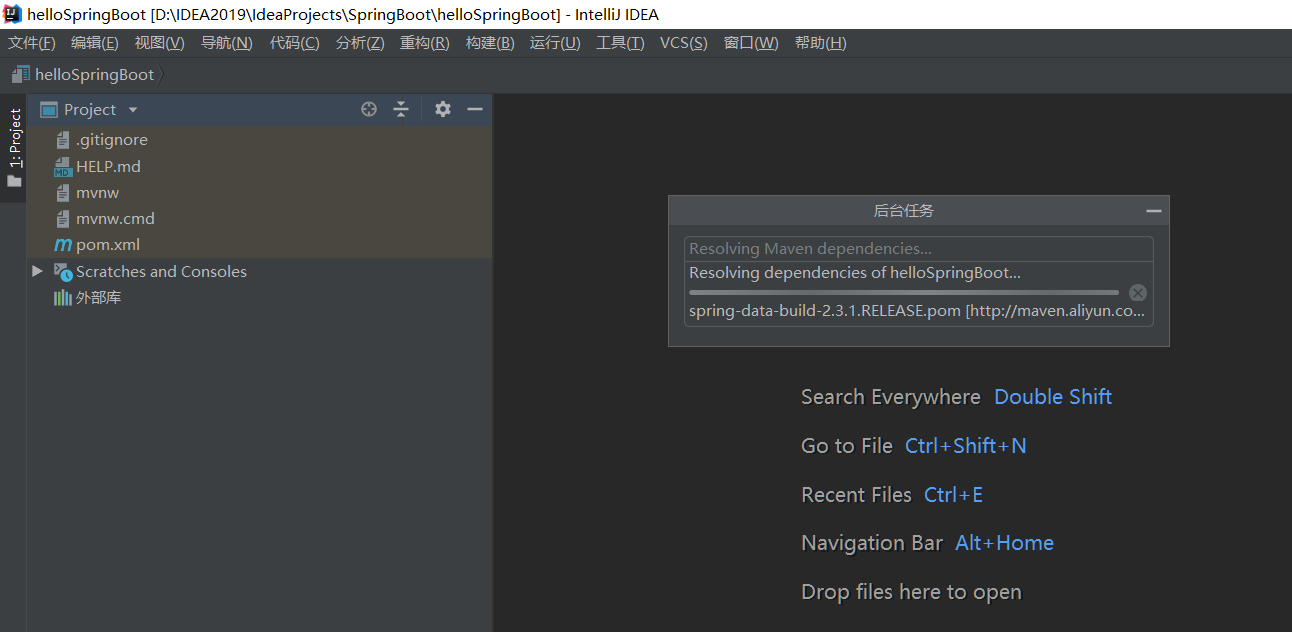 helloSpringBoot [D:\IDEA2019\IdeaProjects\SpringBoot\helloSpringBoot] - IntelliJ IDEA
文件(F) 编辑(E) 视图(V) 导航(N) 代码(C) 分析(Z) 重构(R) 构建(B) 运行(U) 工具(T) VCS(S) 窗口(W) 帮助(H)
helloSpringBoot
1: Project
Project
.gitignore
HELP.md
mvnw
mvnw.cmd
pom.xml
Scratches and Consoles
外部库
后台任务
Resolving Maven dependencies...
Resolving dependencies of helloSpringBoot...
spring-data-build-2.3.1.RELEASE.pom [http://maven.aliyun.co...
Search Everywhere Double Shift
Go to File Ctrl+Shift+N
Recent Files Ctrl+E
Navigation Bar Alt+Home
Drop files here to open